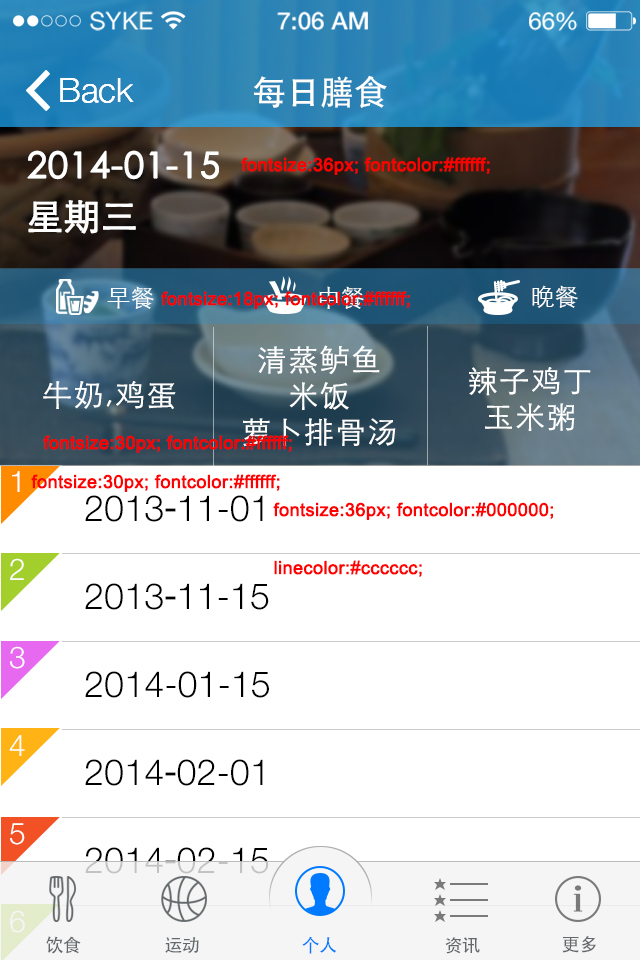 SYKE 7:06 AM 66%
Back 每日膳食
2014-01-15 fontsize:36px; fontcolor:#ffffff;
星期三
早餐 fontsize:18px; fontcolor:#ffffff; 中餐 晚餐
清蒸鲈鱼
米饭
萝卜排骨汤
牛奶,鸡蛋
辣子鸡丁
玉米粥
fontsize:30px; fontcolor:#ffffff;
1 fontsize:30px; fontcolor:#ffffff;
2013-11-01 fontsize:36px; fontcolor:#000000;
linecolor:#cccccc;
2 2013-11-15
3 2014-01-15
4 2014-02-01
5 2014-02-15
6
饮食 运动 个人 资讯 更多